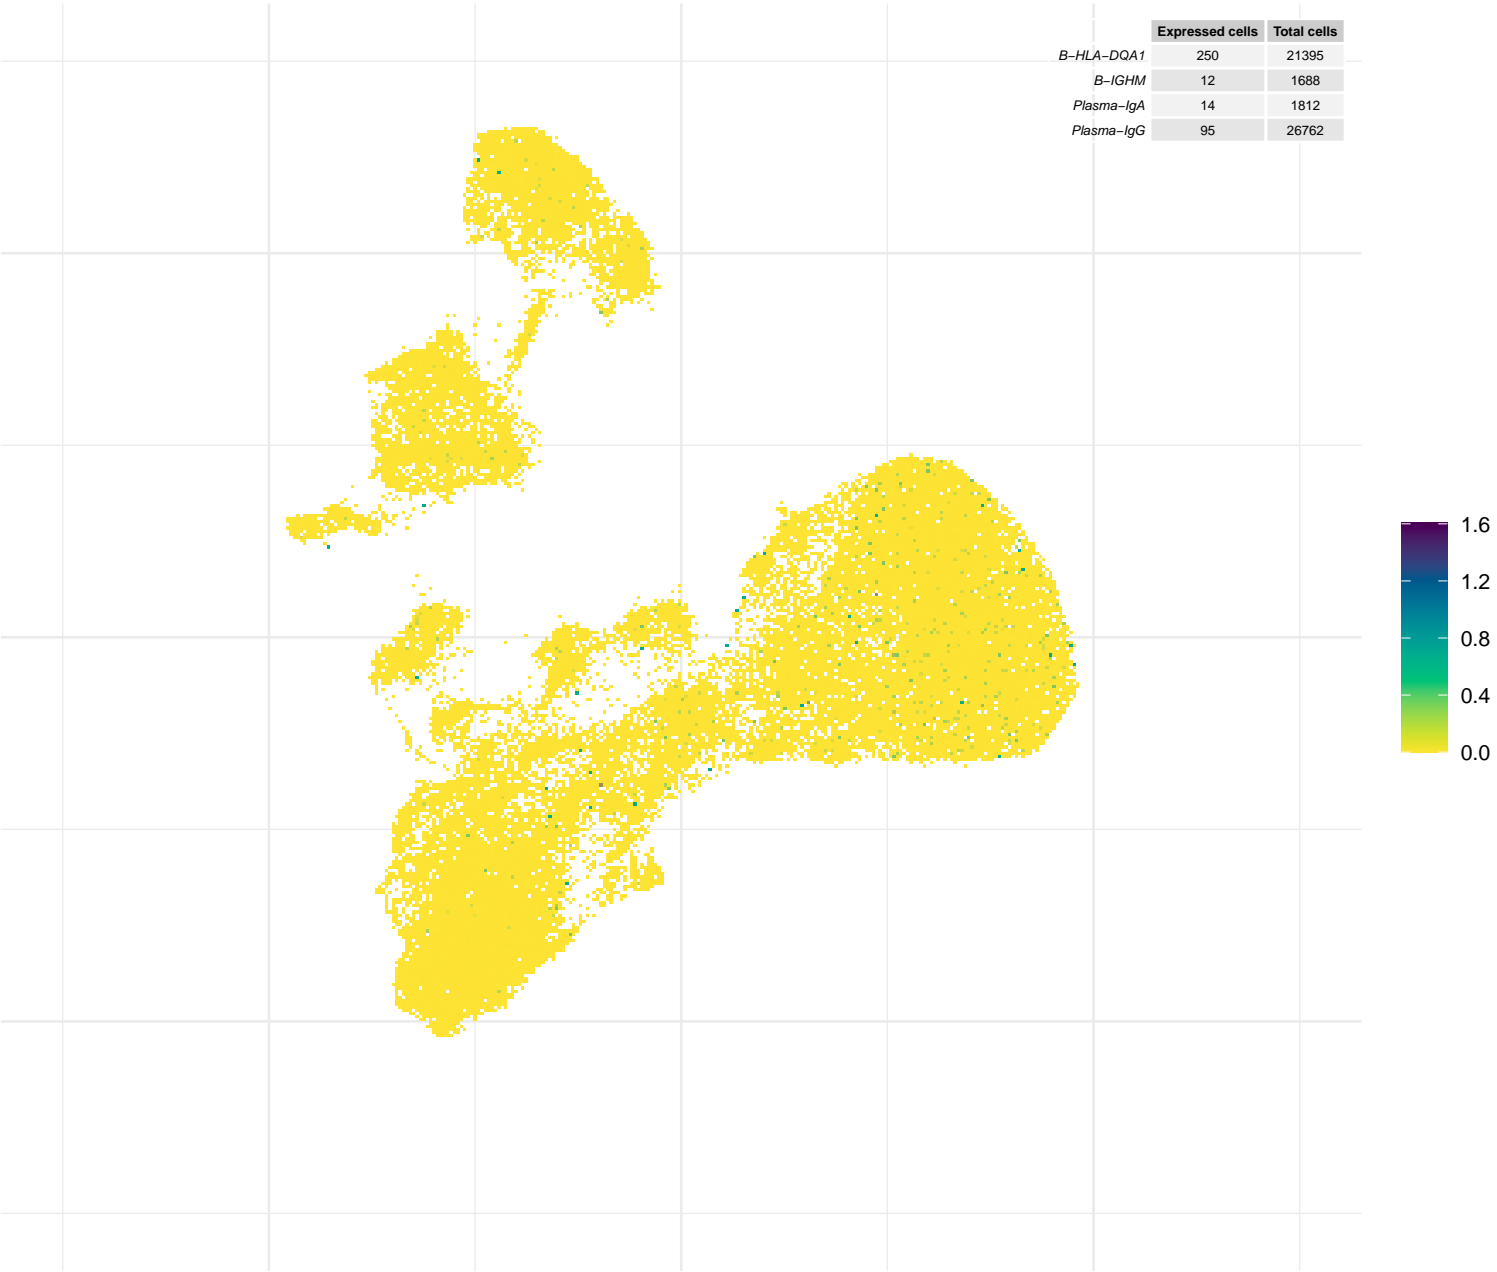 Expressed cells Total cells
B−HLA−DQA1 250 21395
B−IGHM 12 1688
Plasma−IgA 14 1812
Plasma−IgG 95 26762
1.6
1.2
0.8
0.4
0.0